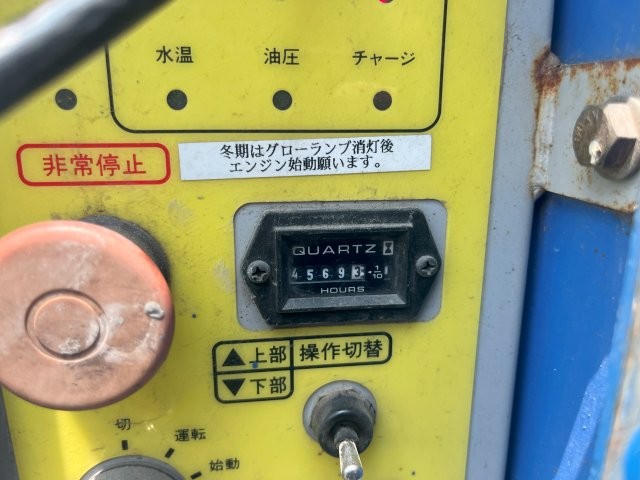 水温 油圧 チャージ
非常停止
冬期はグローランプ消灯後
エンジン始動願います。
QUARTZ
45693 1/10
HOURS
▲上部 操作切替
▼下部
切 運転 始動